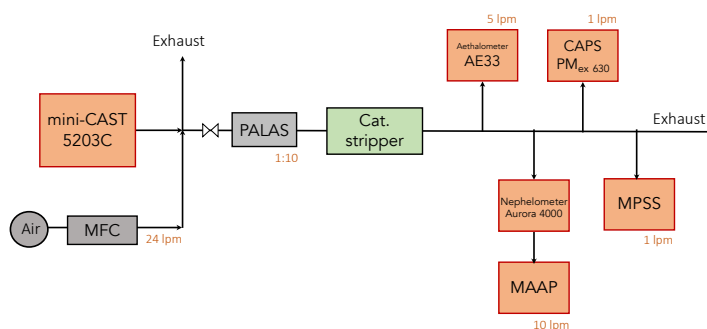 5 lpm
1 lpm
Exhaust
Aethalometer
AE33
CAPS
PMex 630
mini-CAST
5203C
PALAS
Cat.
stripper
Exhaust
1:10
Nephelometer
Aurora 4000
MPSS
Air
MFC
24 lpm
1 lpm
MAAP
10 lpm